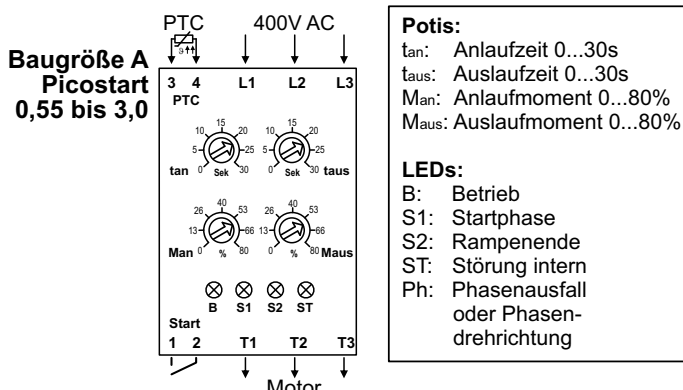 PTC
400V AC
Baugröße A
Picostart
0,55 bis 3,0
3 4 L1 L2 L3
PTC
0 5 10 15 20 25 30
tan Sek
0 5 10 15 20 25 30
Sek taus
0 13 26 40 53 66 80
Man %
0 13 26 40 53 66 80
% Maus
B S1 S2 ST
Start
1 2 T1 T2 T3
Motor
Potis:
tan: Anlaufzeit 0...30s
taus: Auslaufzeit 0...30s
Man: Anlaufmoment 0...80%
Maus: Auslaufmoment 0...80%
LEDs:
B: Betrieb
S1: Startphase
S2: Rampenende
ST: Störung intern
Ph: Phasenausfall
oder Phasen-
drehrichtung